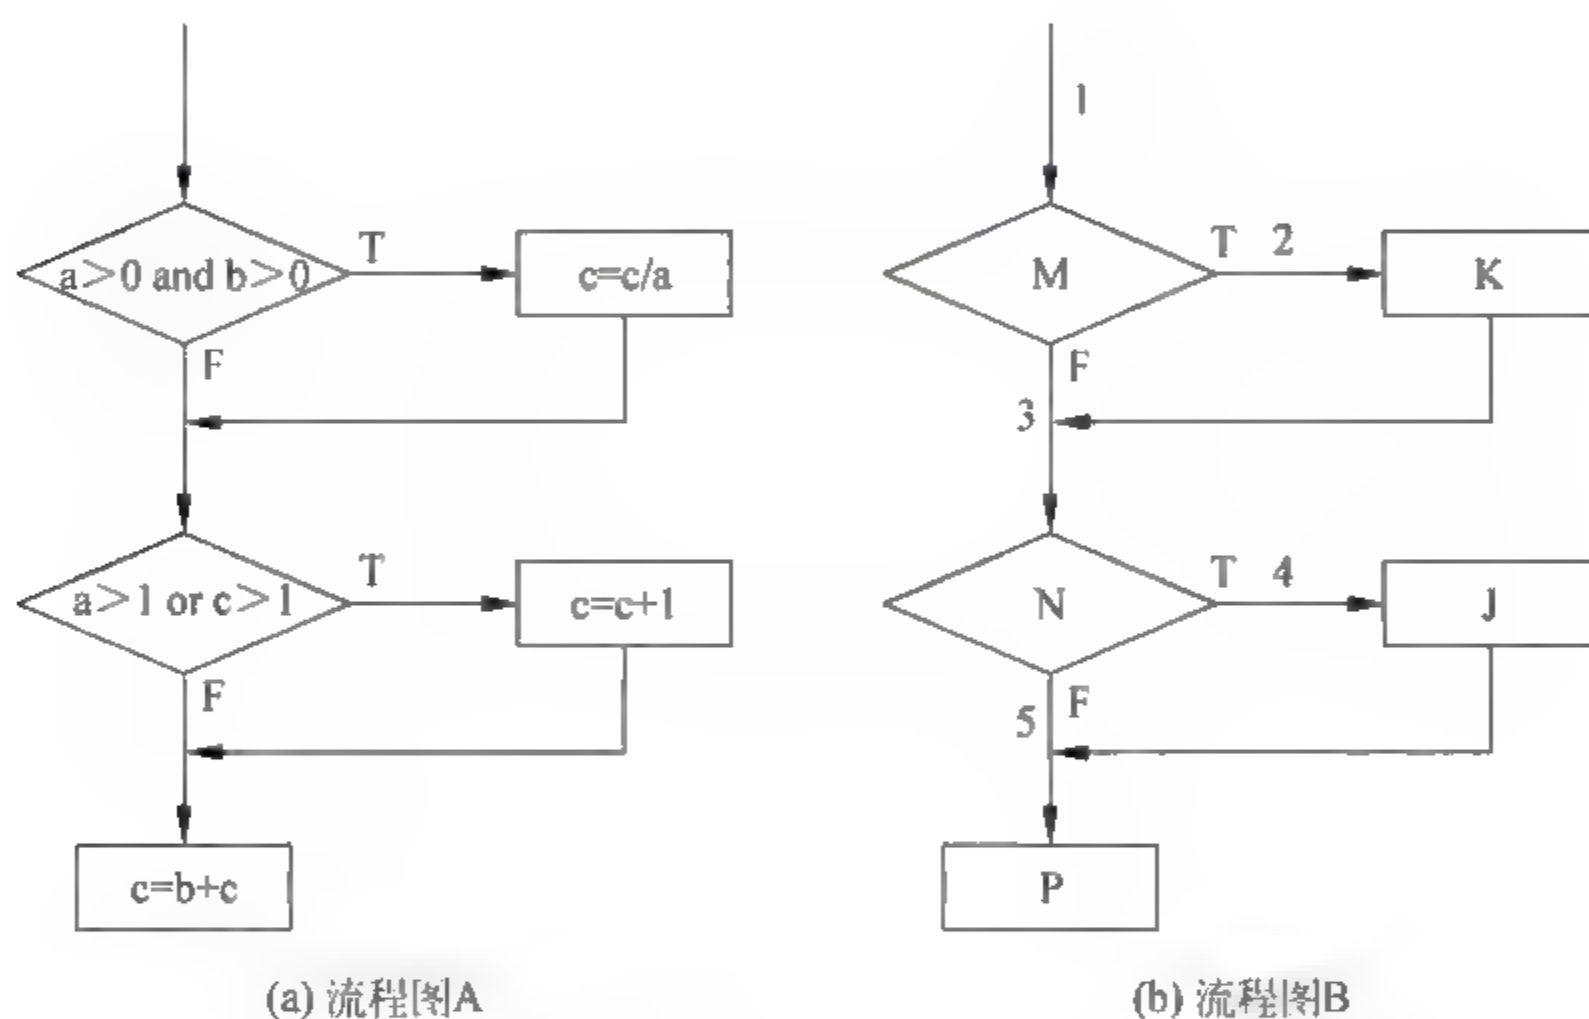 a>0 and b>0
T
c=c/a
F
a>1 or c>1
T
c=c+1
F
c=b+c
(a) 流程图A
1
M
T
2
K
F
3
N
T
4
J
F
5
P
(b) 流程图B